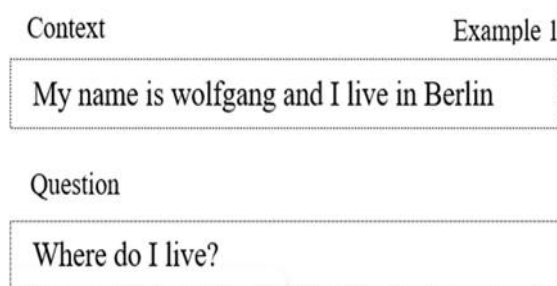 Context Example 1
My name is wolfgang and I live in Berlin
Question
Where do I live?